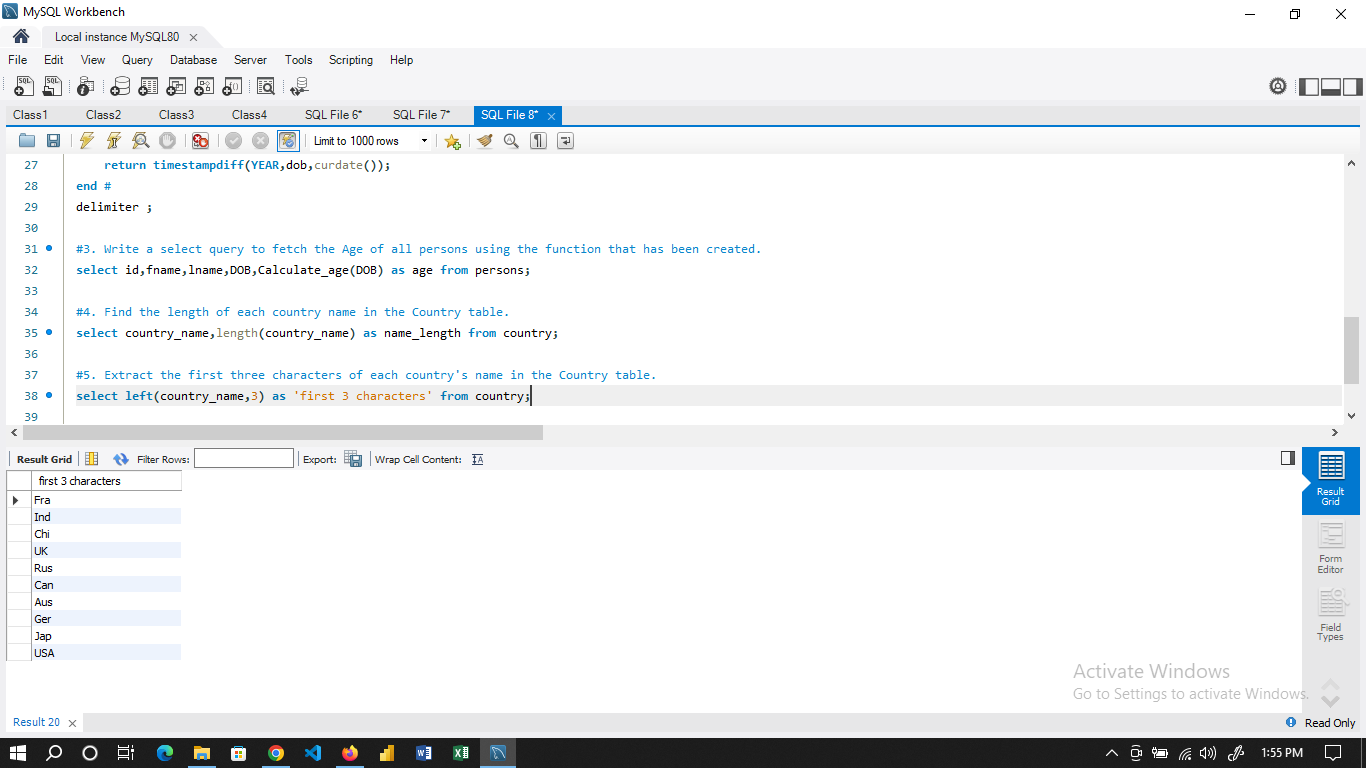 MySQL Workbench
Local instance MySQL80
File Edit View Query Database Server Tools Scripting Help
Class1 Class2 Class3 Class4 SQL File 6* SQL File 7* SQL File 8*
Limit to 1000 rows
27 return timestampdiff(YEAR,dob,curdate());
28 end #
29 delimiter ;
30
31 #3. Write a select query to fetch the Age of all persons using the function that has been created.
32 select id,fname,lname,DOB,Calculate_age(DOB) as age from persons;
33
34 #4. Find the length of each country name in the Country table.
35 select country_name,length(country_name) as name_length from country;
36
37 #5. Extract the first three characters of each country's name in the Country table.
38 select left(country_name,3) as 'first 3 characters' from country;
39
Result Grid Filter Rows: Export: Wrap Cell Content:
first 3 characters
Fra
Ind
Chi
UK
Rus
Can
Aus
Ger
Jap
USA
Result
Grid
Form
Editor
Field
Types
Activate Windows
Go to Settings to activate Windows.
Result 20
Read Only
1:55 PM